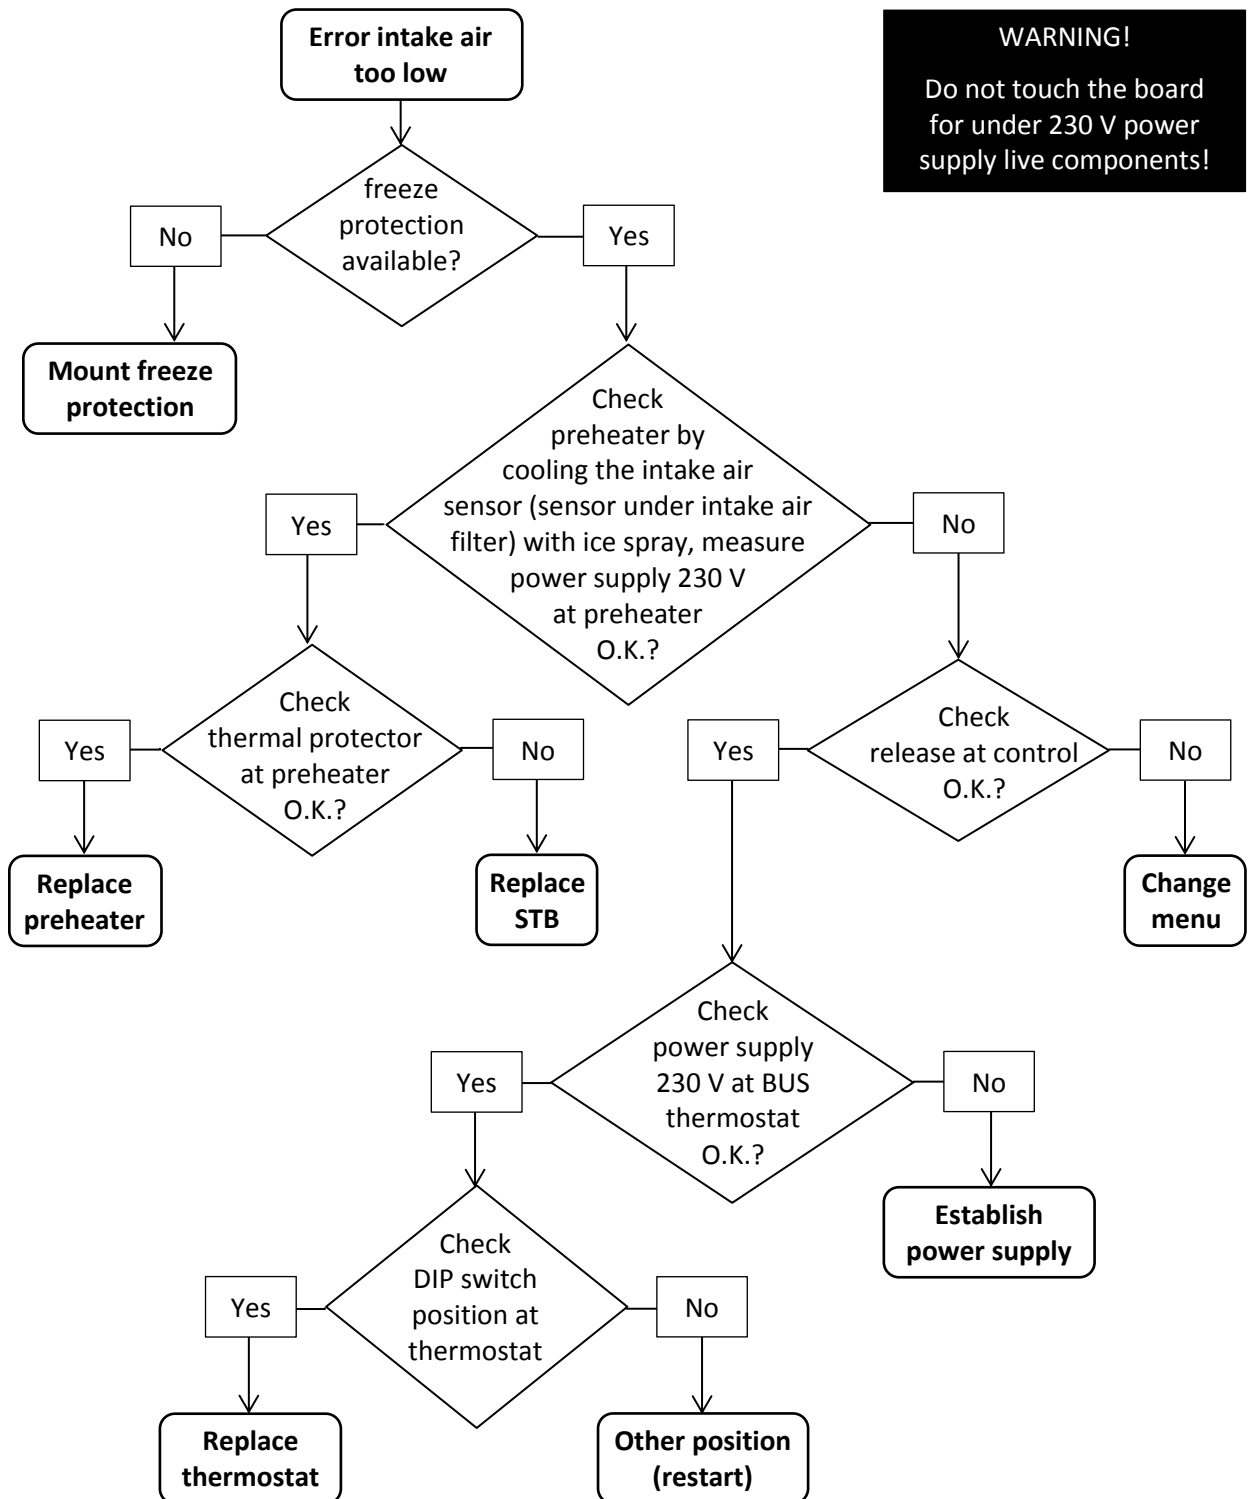 Error intake air
too low
WARNING!
Do not touch the board
for under 230 V power
supply live components!
freeze
protection
available?
No
Yes
Mount freeze
protection
Check
preheater by
cooling the intake air
sensor (sensor under intake air
filter) with ice spray, measure
power supply 230 V
at preheater
O.K.?
Yes
No
Check
thermal protector
at preheater
O.K.?
Yes
No
Replace
preheater
Replace
STB
Check
release at control
O.K.?
Yes
No
Change
menu
Check
power supply
230 V at BUS
thermostat
O.K.?
Yes
No
Establish
power supply
Check
DIP switch
position at
thermostat
Yes
No
Replace
thermostat
Other position
(restart)